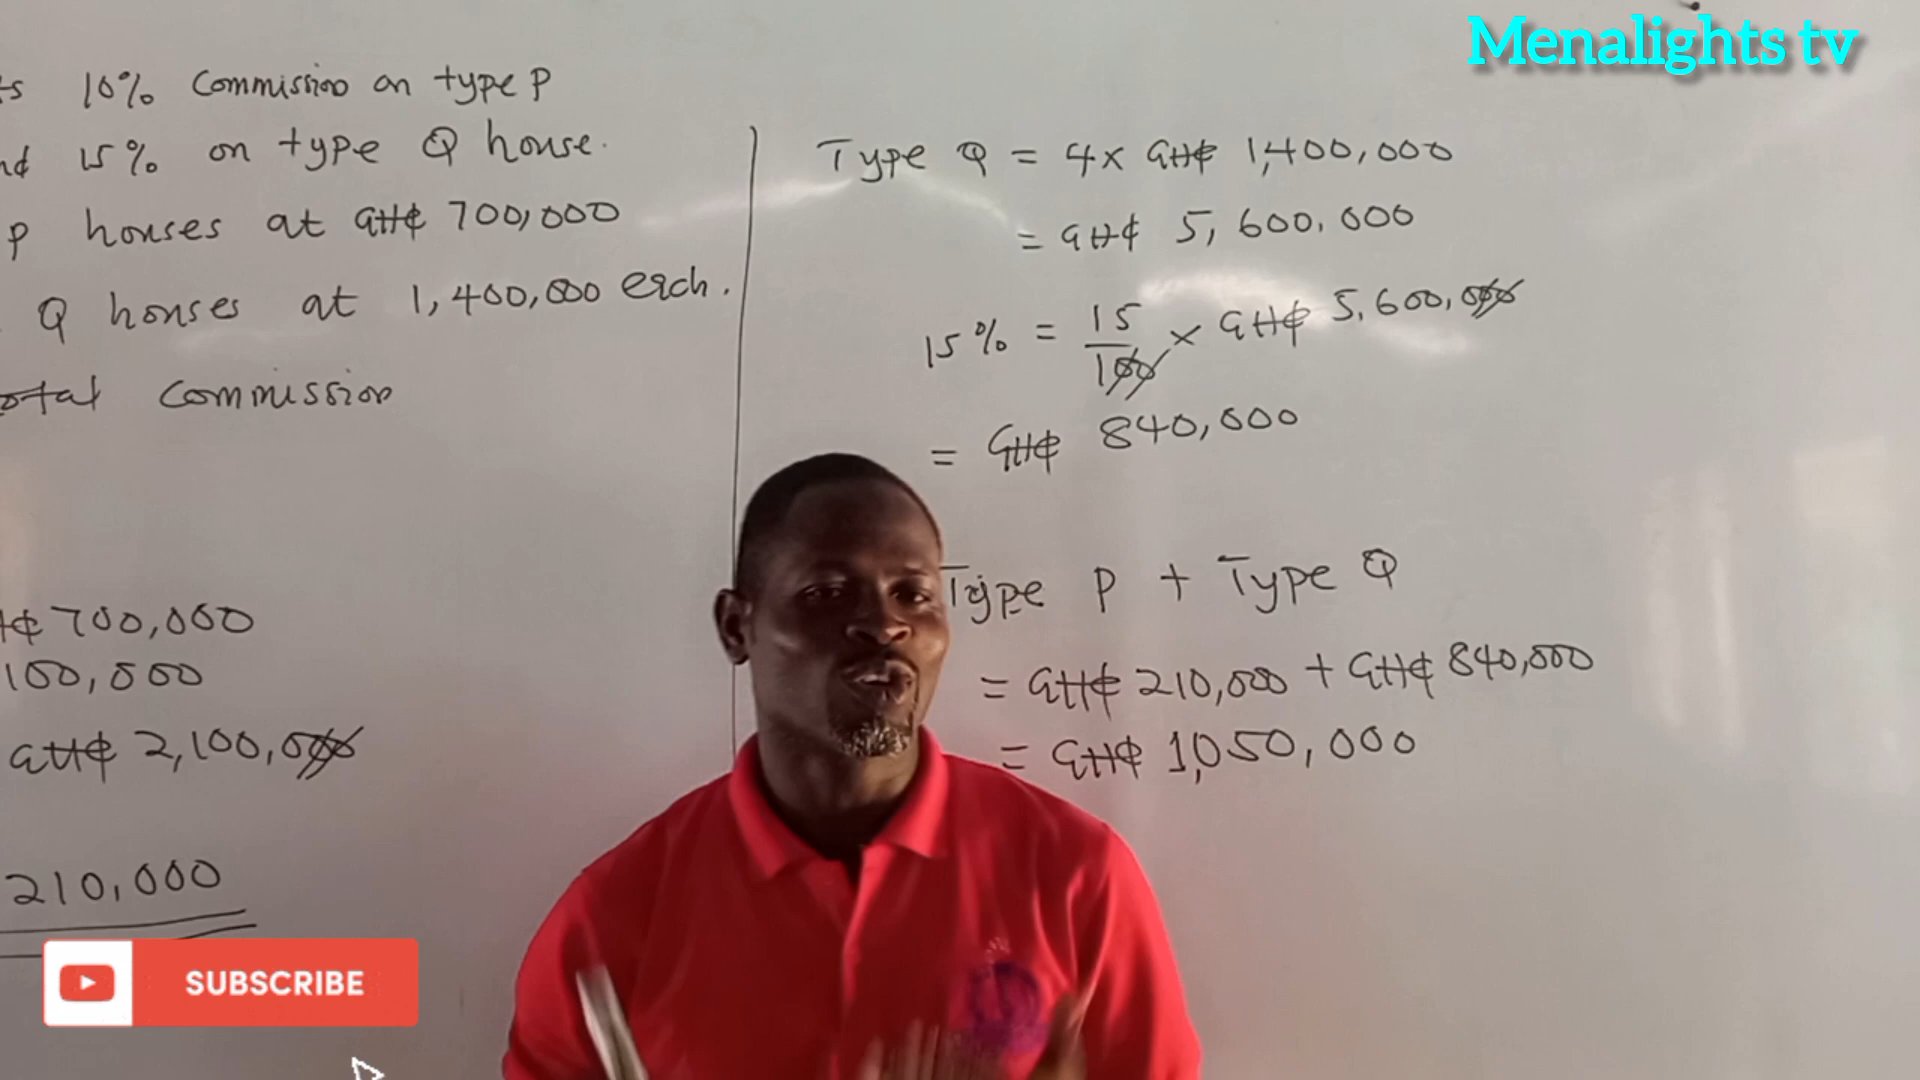 Menalights tv
ts 10% Commission on type P
nd 15% on type Q house.
P houses at GH¢ 700,000
Q houses at 1,400,000 each.
otal Commission
H¢ 700,000
100,000
GH¢ 2,100,000
210,000
Type Q = 4x GH¢ 1,400,000
= GH¢ 5,600,000
15% = 15/100 x GH¢ 5,600,000
= GH¢ 840,000
Type P + Type Q
= GH¢ 210,000 + GH¢ 840,000
= GH¢ 1,050,000
SUBSCRIBE